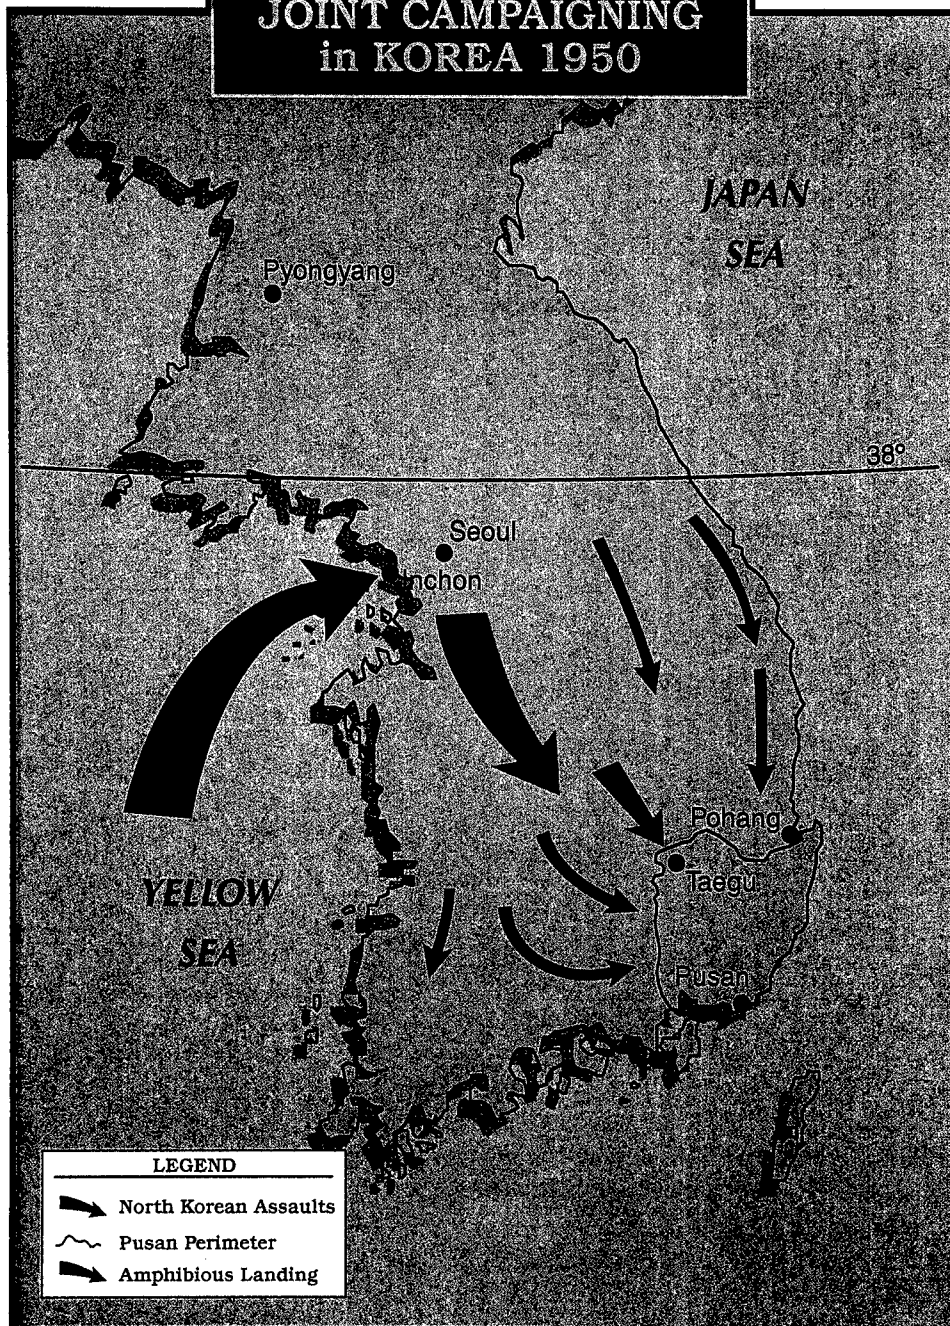 JOINT CAMPAIGNING
in KOREA 1950
JAPAN
SEA
Pyongyang
38°
Seoul
nchon
Pohang
Taegu
YELLOW
SEA
Pusan
LEGEND
North Korean Assaults
Pusan Perimeter
Amphibious Landing